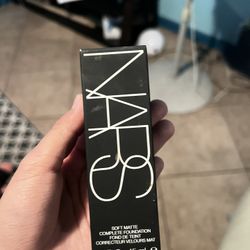 NARS
SOFT MATTE
COMPLETE FOUNDATION
FOND DE TEINT
CORRECTEUR VELOURS MAT